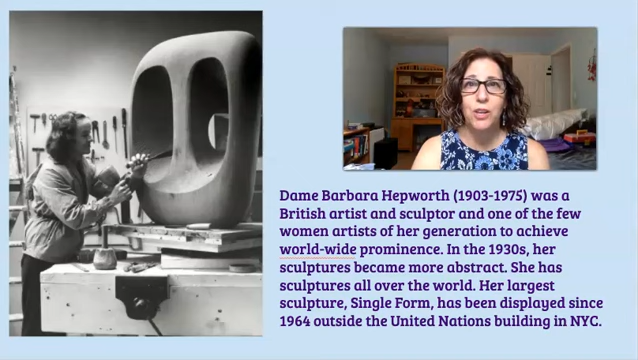 Dame Barbara Hepworth (1903-1975) was a
British artist and sculptor and one of the few
women artists of her generation to achieve
world-wide prominence. In the 1930s, her
sculptures became more abstract. She has
sculptures all over the world. Her largest
sculpture, Single Form, has been displayed since
1964 outside the United Nations building in NYC.